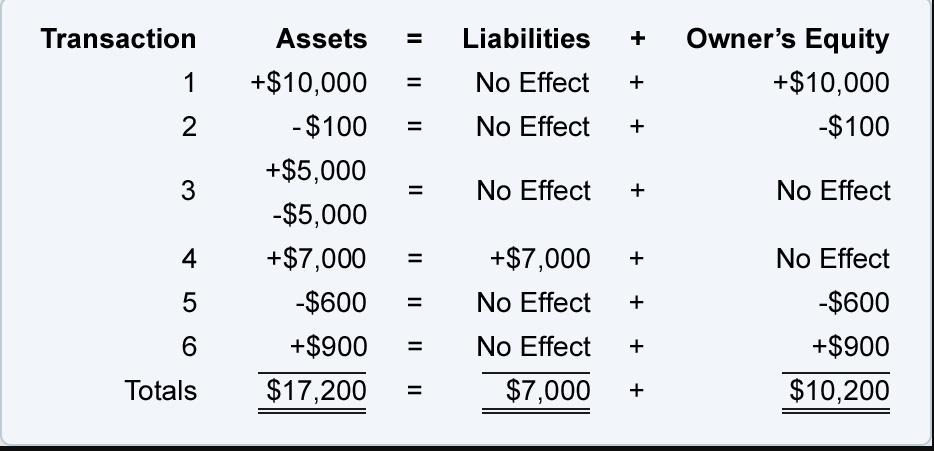 Transaction Assets = Liabilities + Owner’s Equity
1 +$10,000 = No Effect + +$10,000
2 -$100 = No Effect + -$100
+$5,000
3 = No Effect + No Effect
-$5,000
4 +$7,000 = +$7,000 + No Effect
5 -$600 = No Effect + -$600
6 +$900 = No Effect + +$900
Totals $17,200 = $7,000 + $10,200